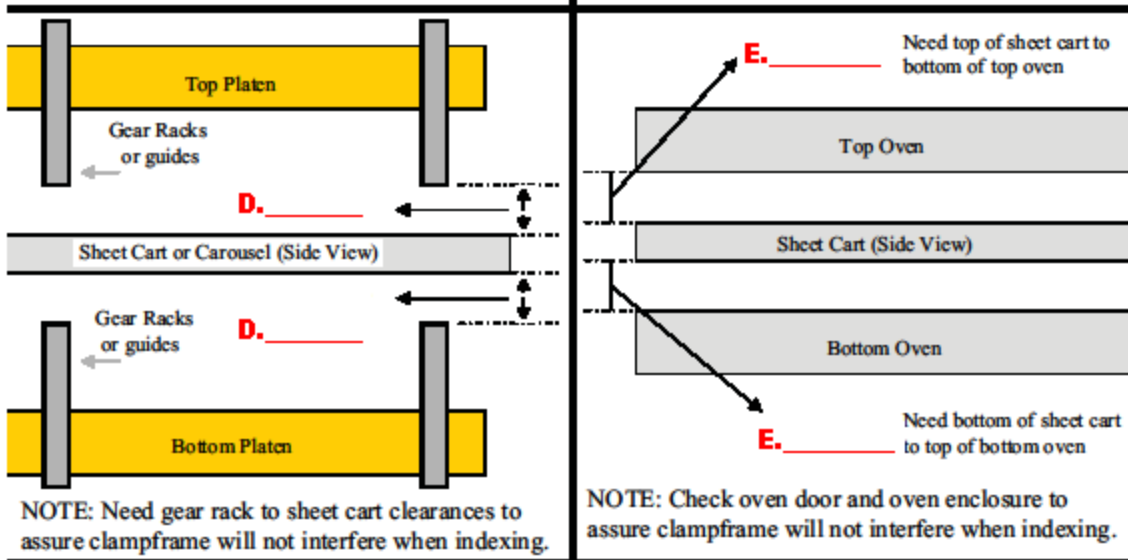 Top Platen
Gear Racks
or guides
D.________
Sheet Cart or Carousel (Side View)
Gear Racks
or guides
D.________
Bottom Platen
NOTE: Need gear rack to sheet cart clearances to
assure clampframe will not interfere when indexing.
E.________
Need top of sheet cart to
bottom of top oven
Top Oven
Sheet Cart (Side View)
Bottom Oven
E.________
Need bottom of sheet cart
to top of bottom oven
NOTE: Check oven door and oven enclosure to
assure clampframe will not interfere when indexing.